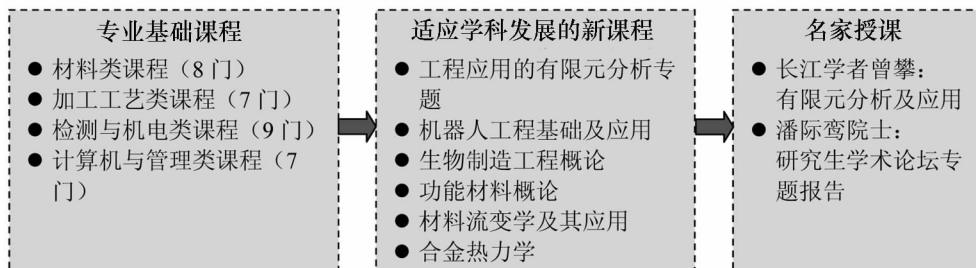 专业基础课程
● 材料类课程（8 门）
● 加工工艺类课程（7 门）
● 检测与机电类课程（9 门）
● 计算机与管理类课程（7
门）
适应学科发展的新课程
● 工程应用的有限元分析专
题
● 机器人工程基础及应用
● 生物制造工程概论
● 功能材料概论
● 材料流变学及其应用
● 合金热力学
名家授课
● 长江学者曾攀：
有限元分析及应用
● 潘际銮院士：
研究生学术论坛专
题报告